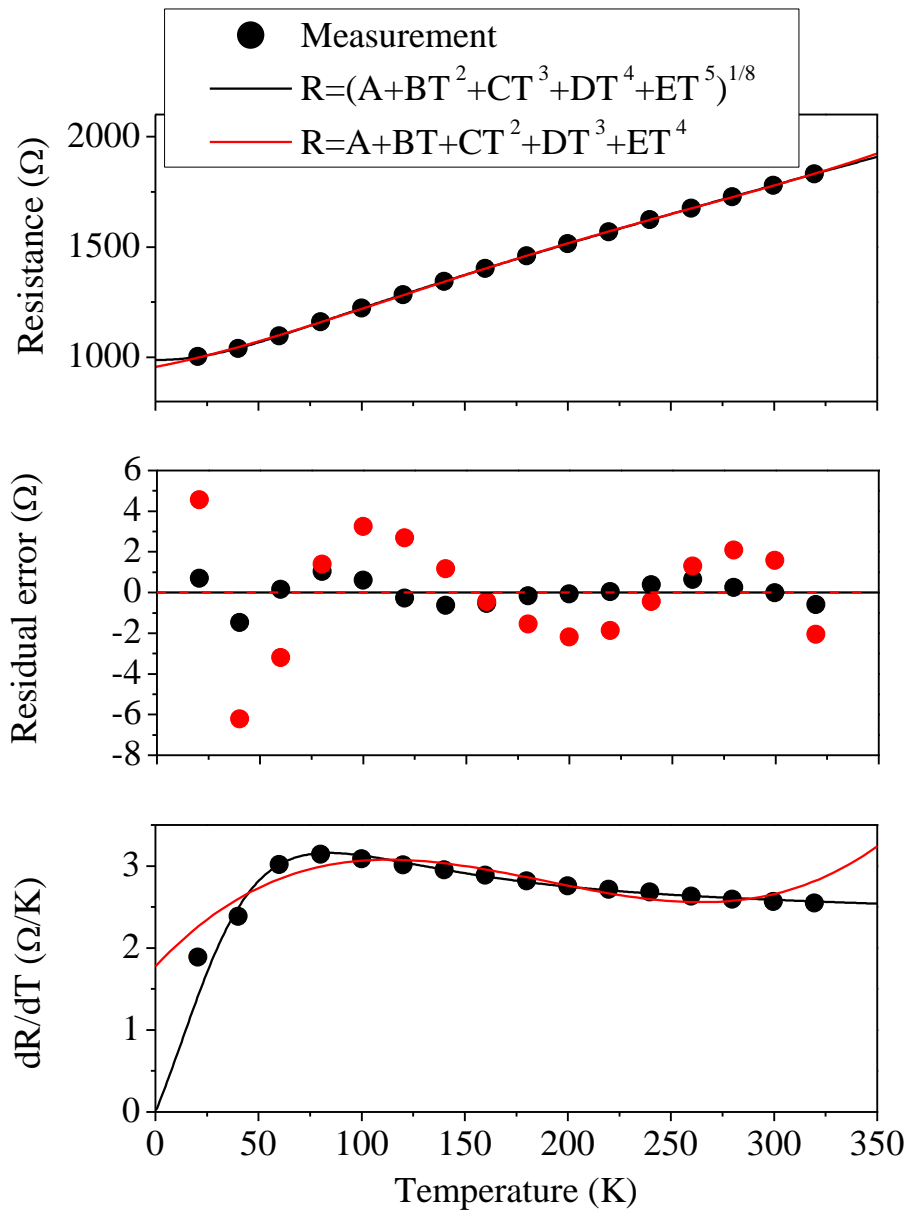 Measurement
R=(A+BT²+CT³+DT⁴+ET⁵)^1/8
R=A+BT+CT²+DT³+ET⁴
Resistance (Ω)
2000
1500
1000
Residual error (Ω)
6
4
2
0
-2
-4
-6
-8
dR/dT (Ω/K)
3
2
1
0
0 50 100 150 200 250 300 350
Temperature (K)